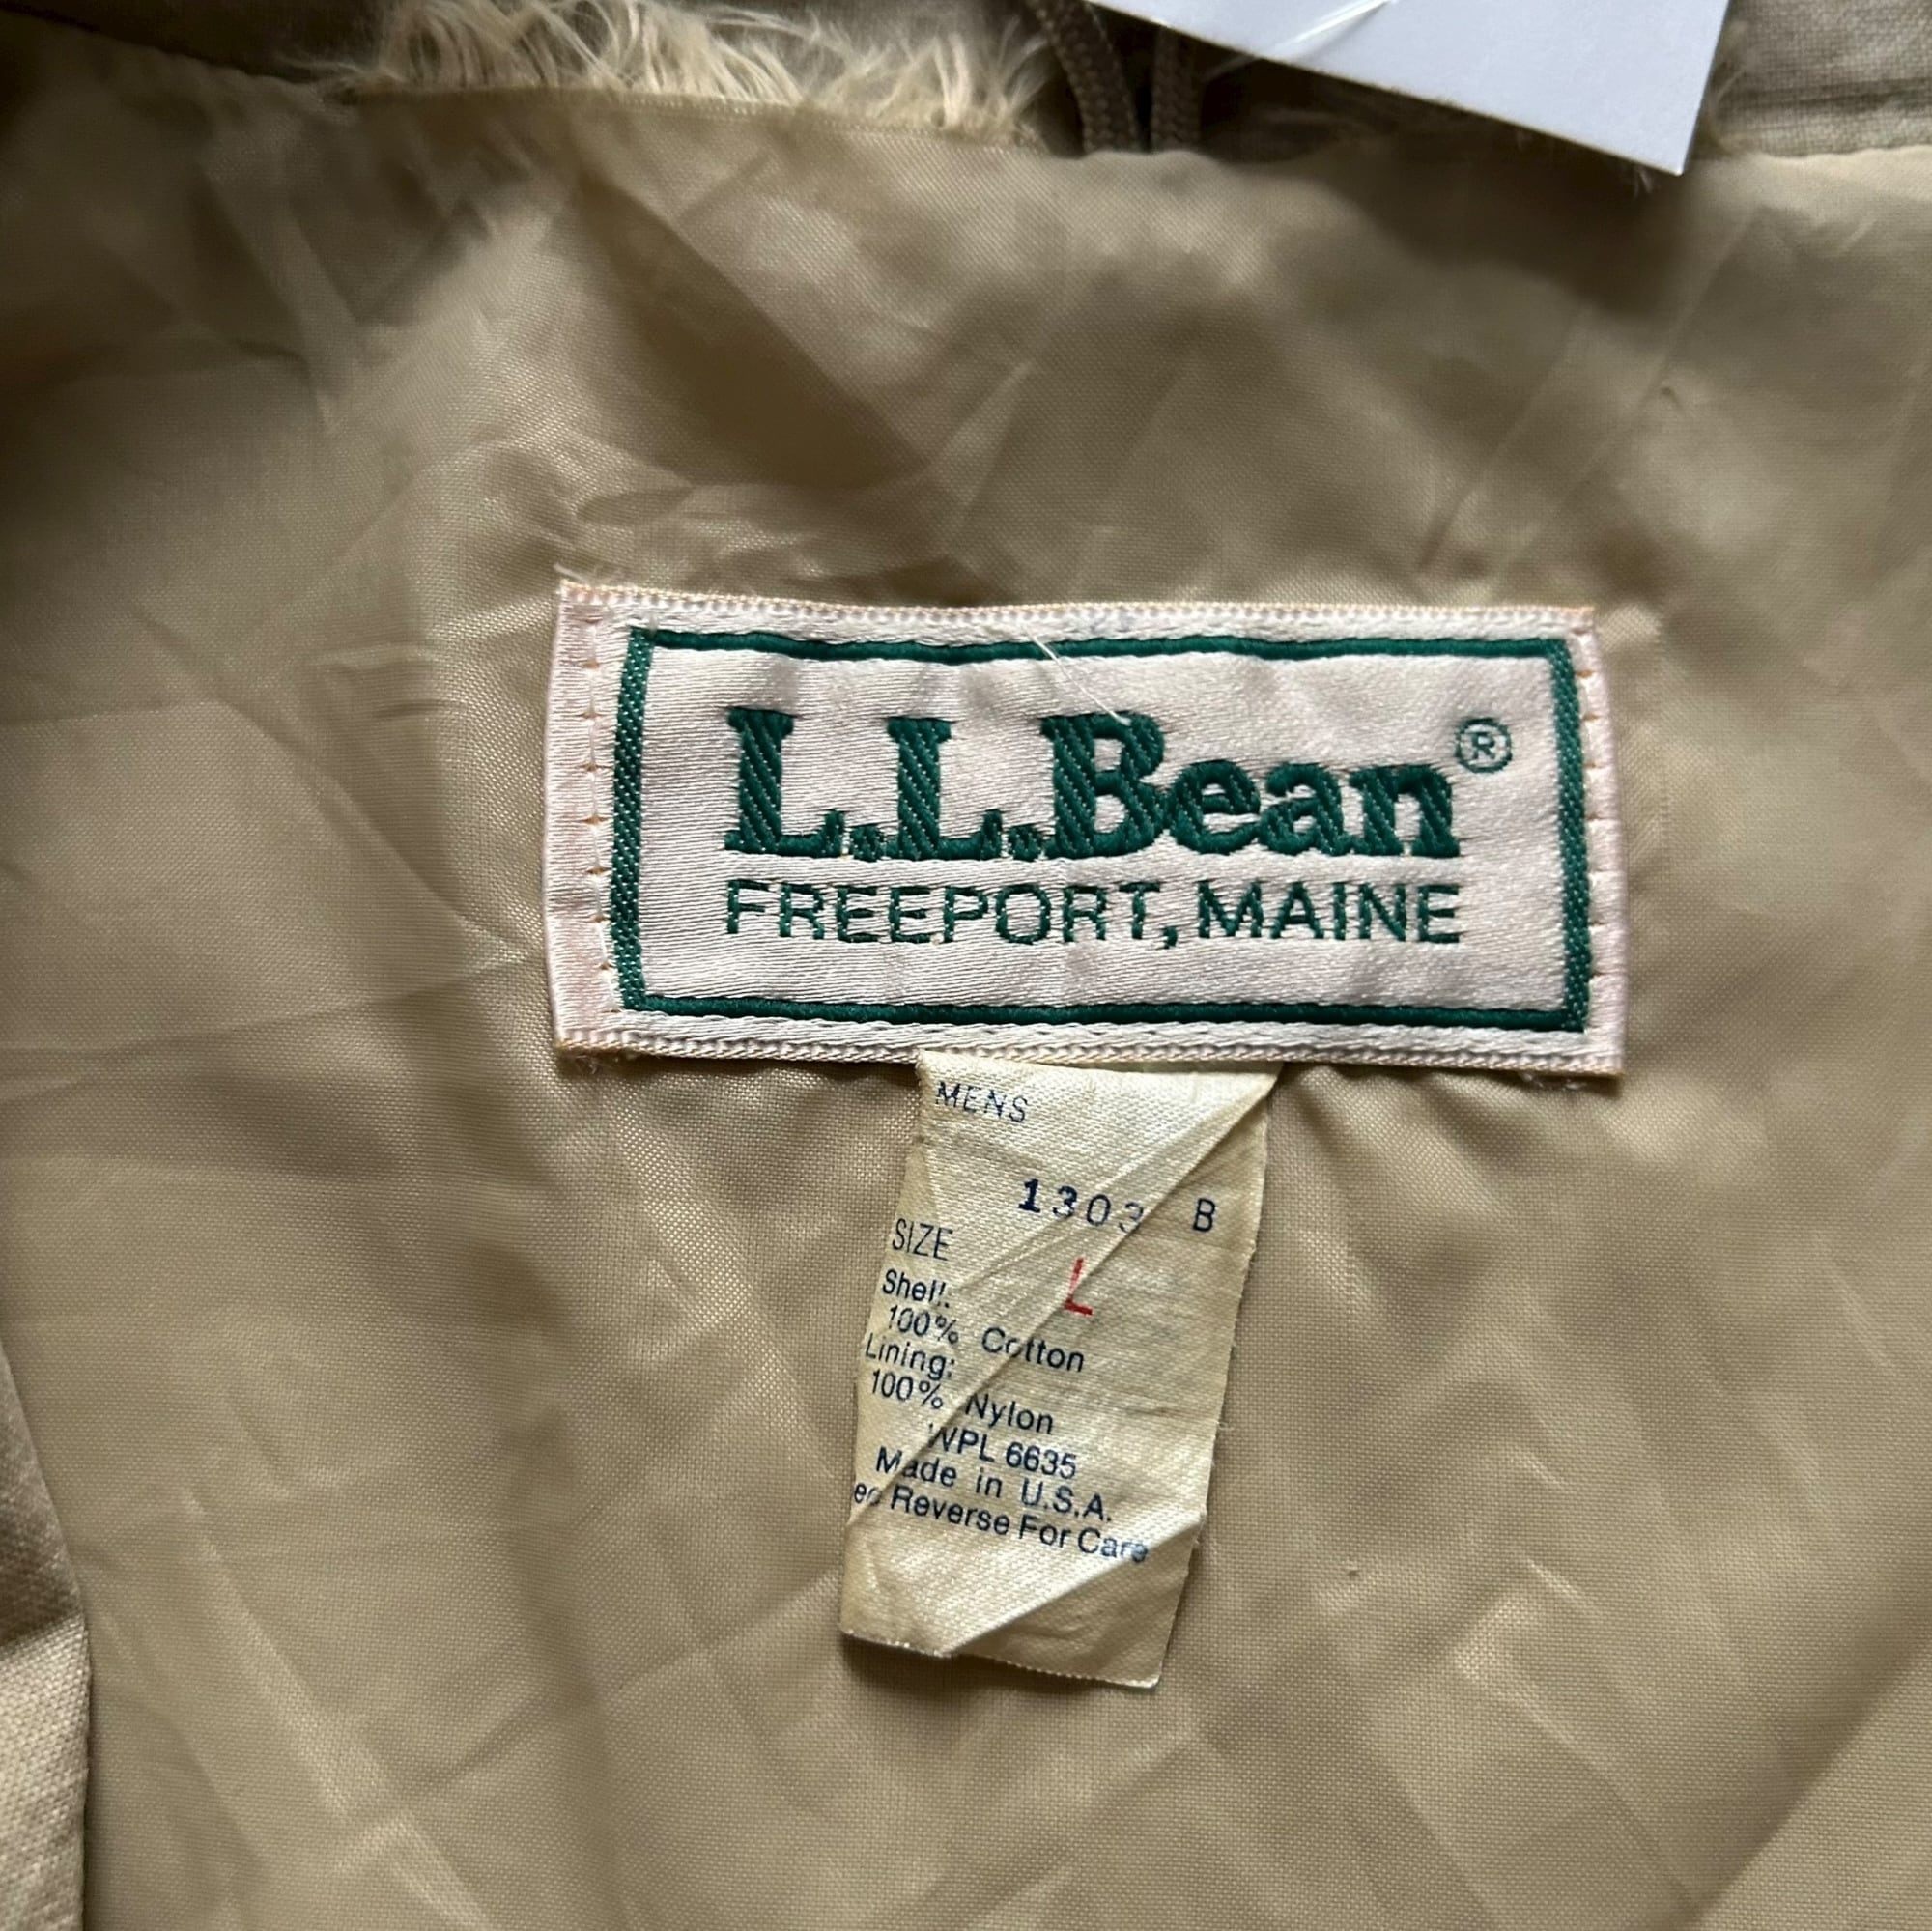 L.L.Bean®
FREEPORT, MAINE
MENS
1303 B
SIZE L
Shell:
100% Cotton
Lining:
100% Nylon
WPL 6635
Made in U.S.A.
Reverse For Care